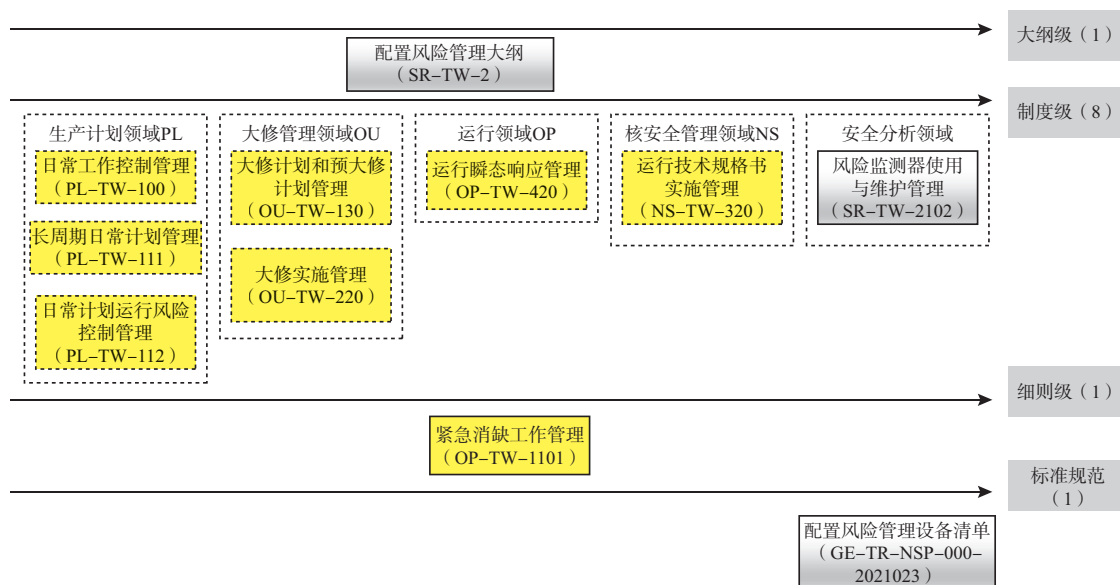 大纲级（1）
配置风险管理大纲
（SR–TW–2）
制度级（8）
生产计划领域PL
日常工作控制管理
（PL–TW–100）
长周期日常计划管理
（PL–TW–111）
日常计划运行风险
控制管理
（PL–TW–112）
大修管理领域OU
大修计划和预大修
计划管理
（OU–TW–130）
大修实施管理
（OU–TW–220）
运行领域OP
运行瞬态响应管理
（OP–TW–420）
核安全管理领域NS
运行技术规格书
实施管理
（NS–TW–320）
安全分析领域
风险监测器使用
与维护管理
（SR–TW–2102）
细则级（1）
紧急消缺工作管理
（OP–TW–1101）
标准规范
（1）
配置风险管理设备清单
（GE–TR–NSP–000–
2021023）